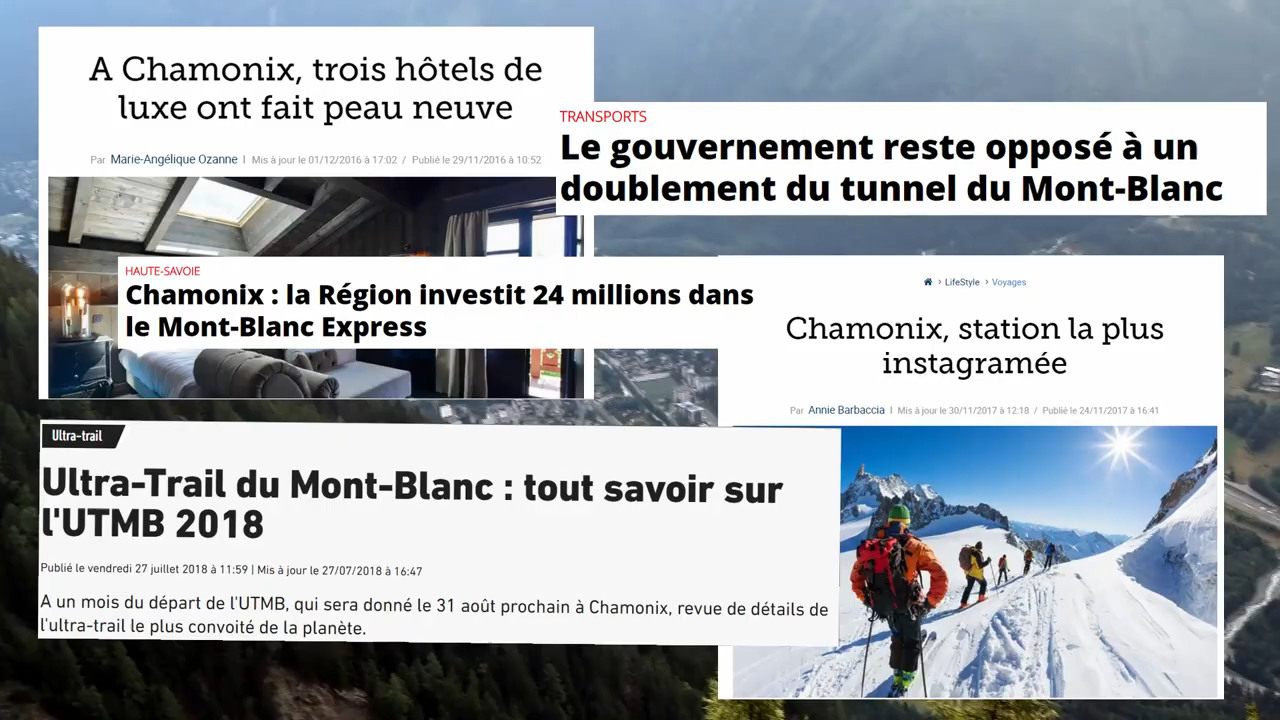 A Chamonix, trois hôtels de
luxe ont fait peau neuve
Par Marie-Angélique Ozanne | Mis à jour le 01/12/2016 à 17:02 / Publié le 29/11/2016 à 10:52
TRANSPORTS
Le gouvernement reste opposé à un
doublement du tunnel du Mont-Blanc
HAUTE-SAVOIE
Chamonix : la Région investit 24 millions dans
le Mont-Blanc Express
LifeStyle > Voyages
Chamonix, station la plus
instagramée
Par Annie Barbaccia | Mis à jour le 30/11/2017 à 12:18 / Publié le 24/11/2017 à 16:41
Ultra-trail
Ultra-Trail du Mont-Blanc : tout savoir sur
l'UTMB 2018
Publié le vendredi 27 juillet 2018 à 11:59 | Mis à jour le 27/07/2018 à 16:47
A un mois du départ de l'UTMB, qui sera donné le 31 août prochain à Chamonix, revue de détails de
l'ultra-trail le plus convoité de la planète.